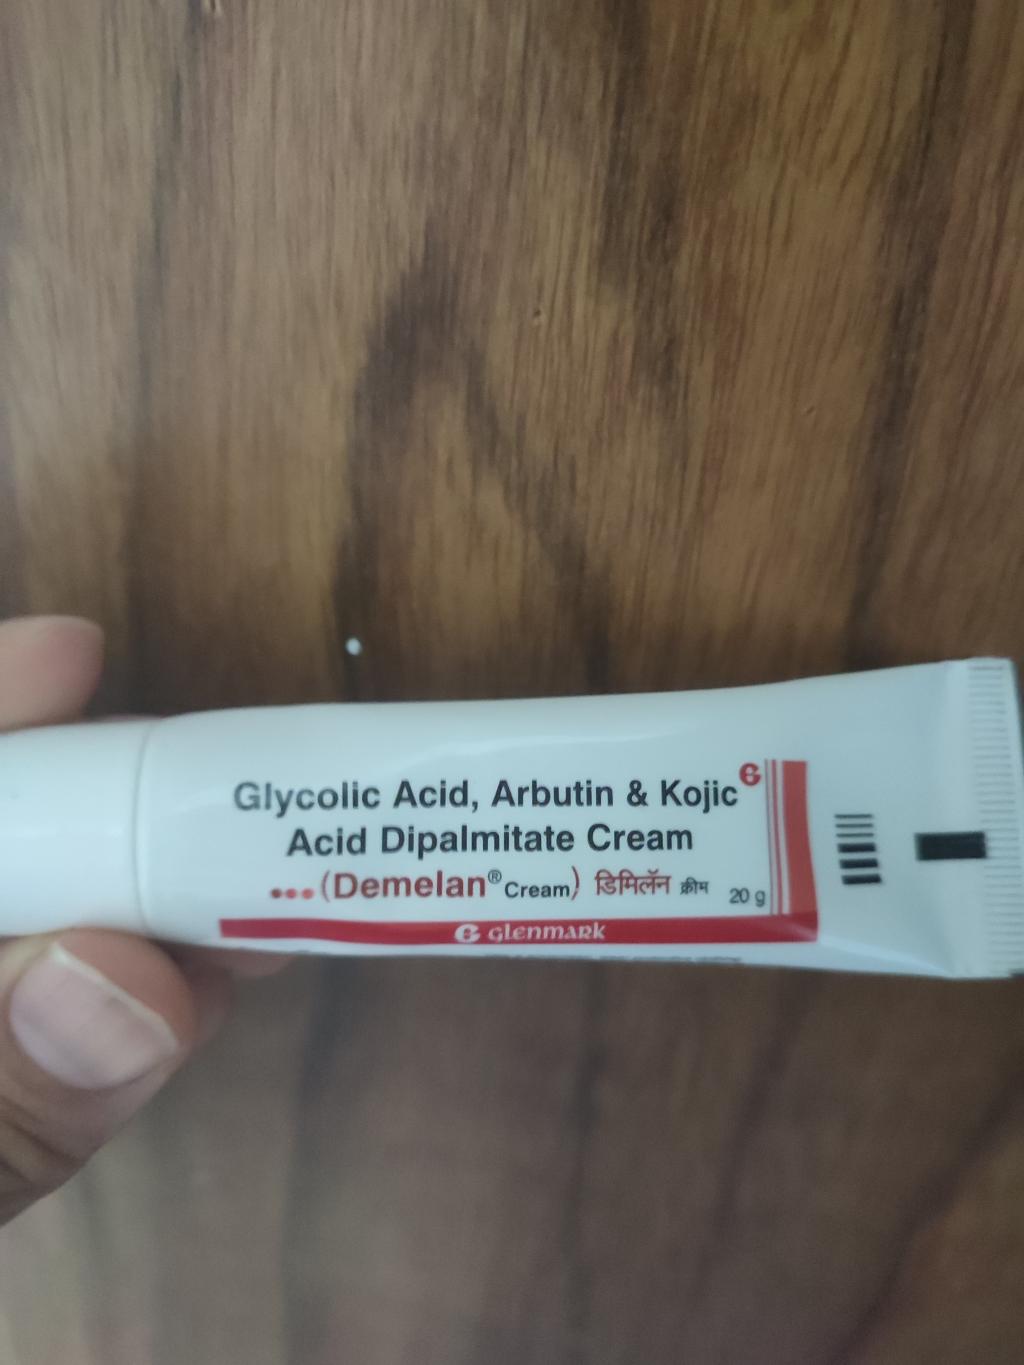 Glycolic Acid, Arbutin & Kojic
Acid Dipalmitate Cream
...(Demelan® Cream) डिमिलॅन क्रीम 20 g
glenmark